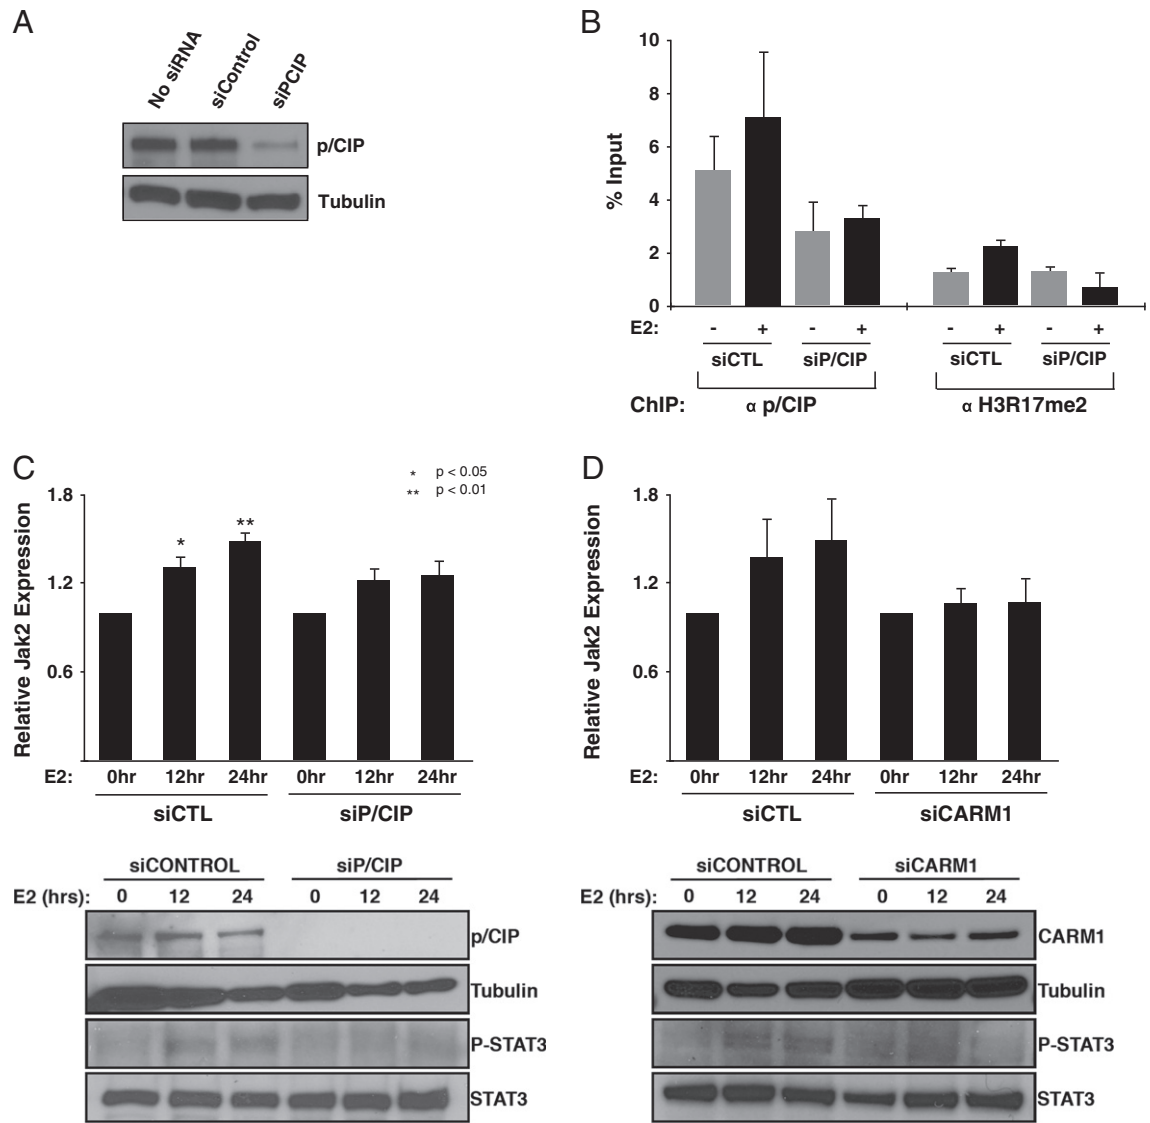 A
No siRNA
siControl
siPCIP
p/CIP
Tubulin
B
% Input
10
8
6
4
2
0
E2: - + - + - + - +
siCTL siP/CIP siCTL siP/CIP
ChIP: α p/CIP α H3R17me2
C
* p < 0.05
** p < 0.01
Relative Jak2 Expression
1.8
1.2
0.6
*
**
E2: 0hr 12hr 24hr 0hr 12hr 24hr
siCTL siP/CIP
siCONTROL siP/CIP
E2 (hrs): 0 12 24 0 12 24
p/CIP
Tubulin
P-STAT3
STAT3
D
Relative Jak2 Expression
1.8
1.2
0.6
E2: 0hr 12hr 24hr 0hr 12hr 24hr
siCTL siCARM1
siCONTROL siCARM1
E2 (hrs): 0 12 24 0 12 24
CARM1
Tubulin
P-STAT3
STAT3